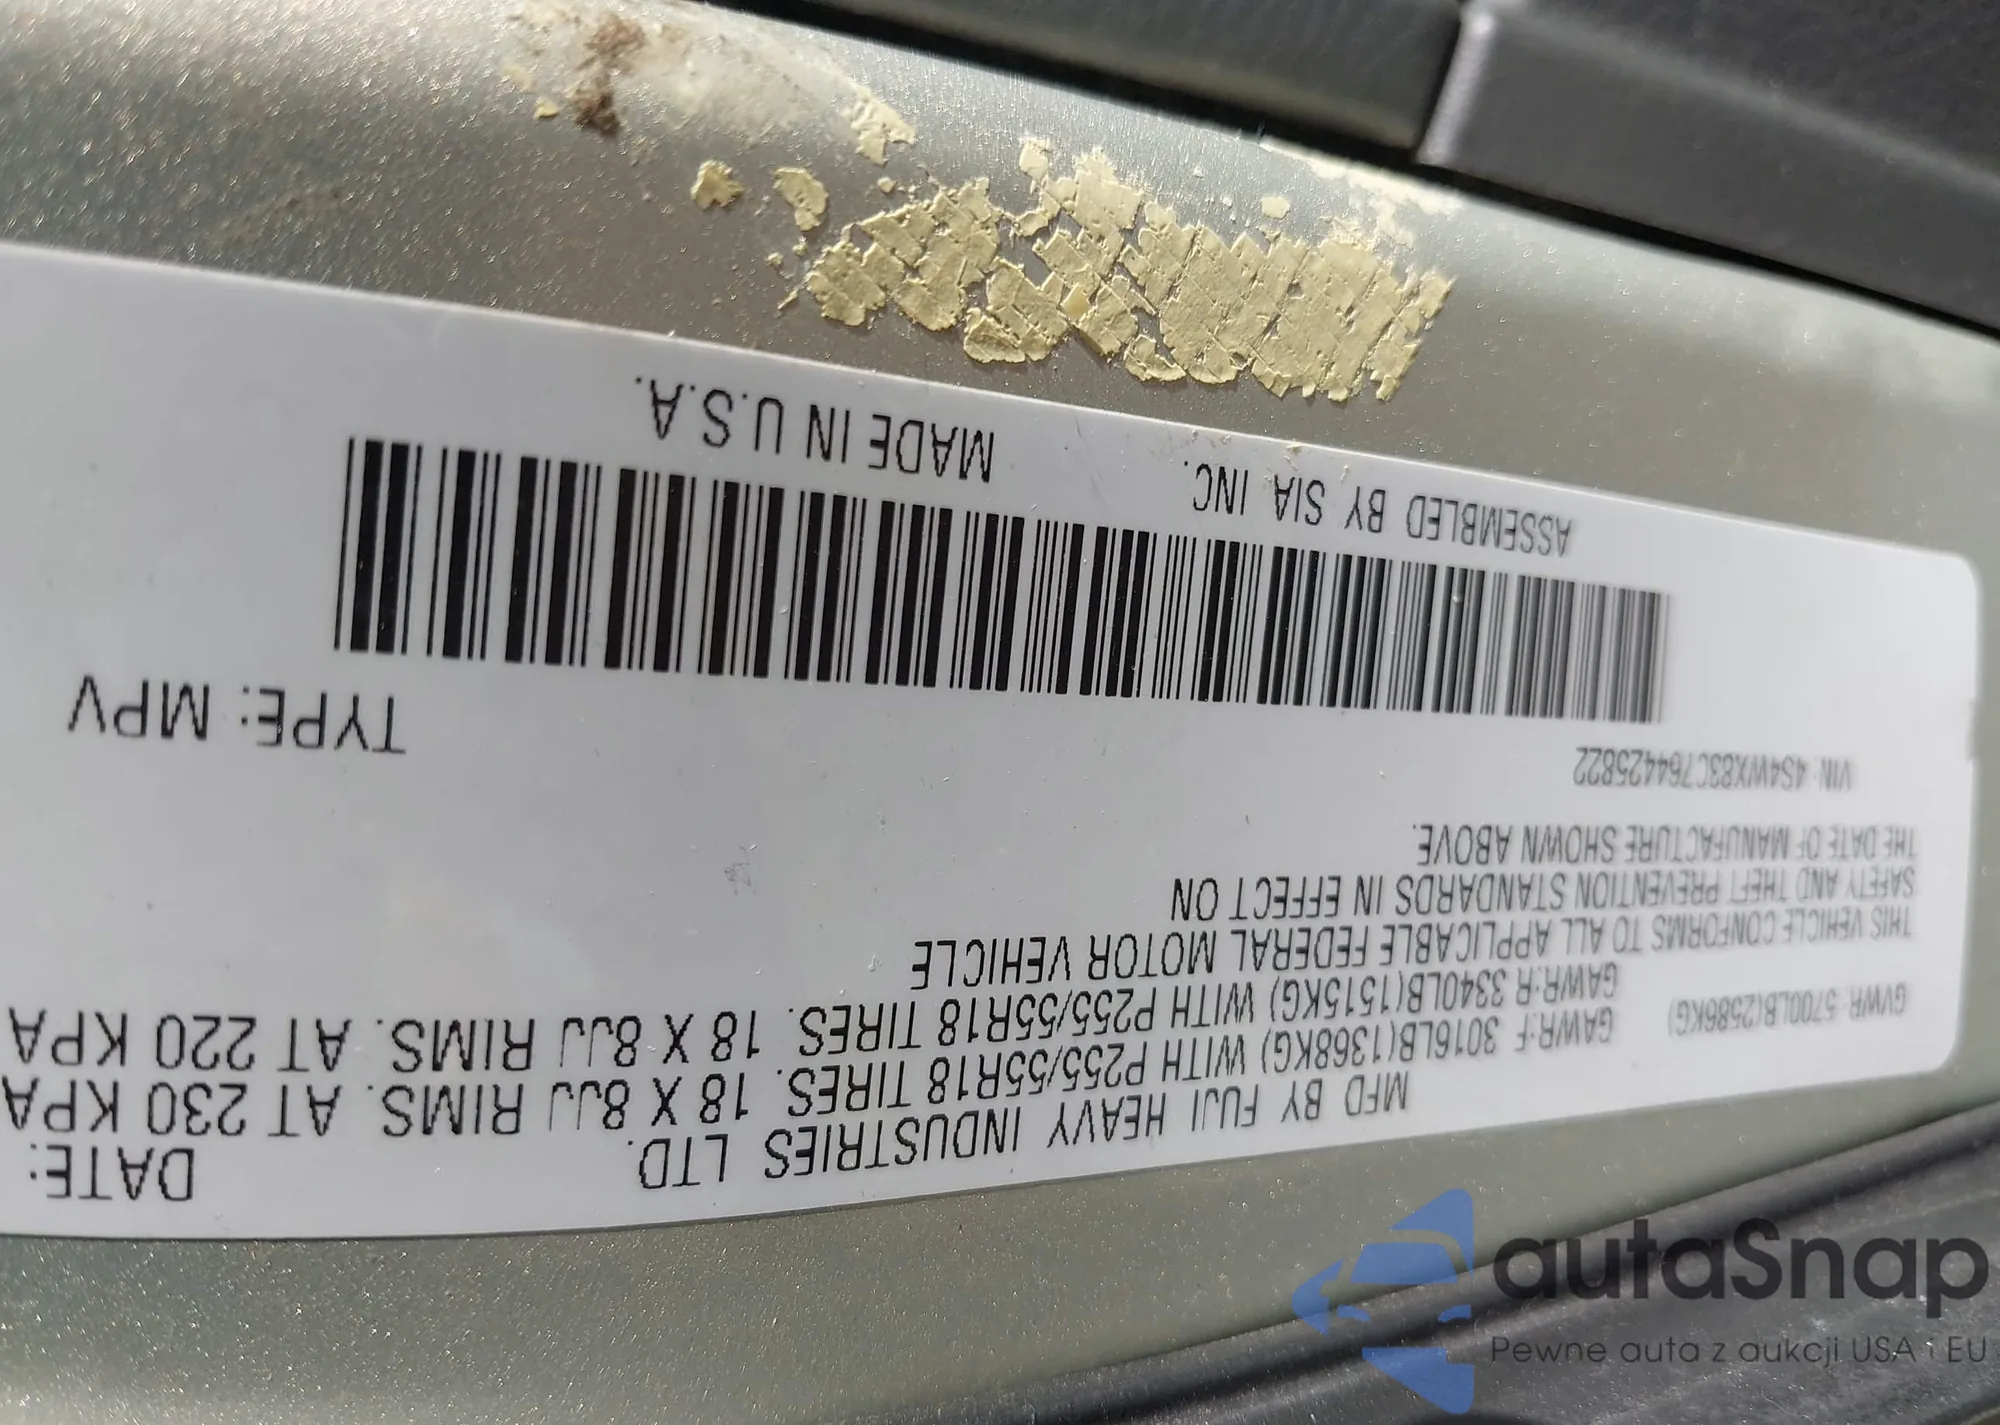 MFD BY FUJI HEAVY INDUSTRIES LTD. DATE:
GVWR: 5700LB(2586KG)
GAWR:F 3016LB(1368KG) WITH P255/55R18 TIRES. 18 X 8JJ RIMS. AT 230 KPA
GAWR:R 3340LB(1515KG) WITH P255/55R18 TIRES. 18 X 8JJ RIMS. AT 220 KPA
THIS VEHICLE CONFORMS TO ALL APPLICABLE FEDERAL MOTOR VEHICLE
SAFETY AND THEFT PREVENTION STANDARDS IN EFFECT ON
THE DATE OF MANUFACTURE SHOWN ABOVE.
VIN: 4S4WX83C764425822
TYPE: MPV
ASSEMBLED BY SIA INC. MADE IN U.S.A.
autaSnap
Pewne auta z aukcji USA i EU